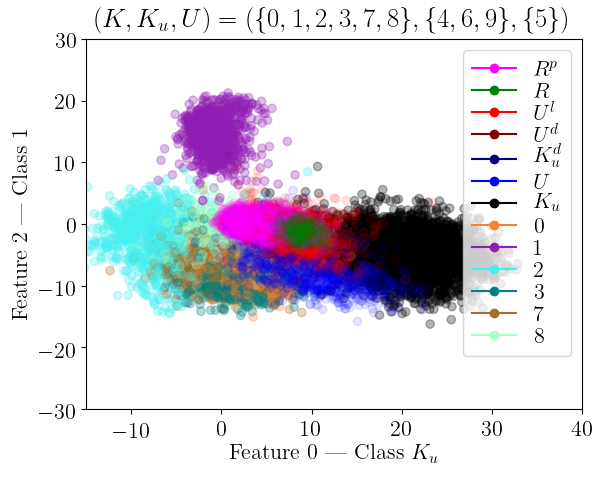 (K, K_u, U) = ({0, 1, 2, 3, 7, 8}, {4, 6, 9}, {5})
30
20
10
0
−10
−20
−30
Feature 2 — Class 1
−10
0
10
20
30
40
Feature 0 — Class K_u
R^p
R
U^l
U^d
K_u^d
U
K_u
0
1
2
3
7
8